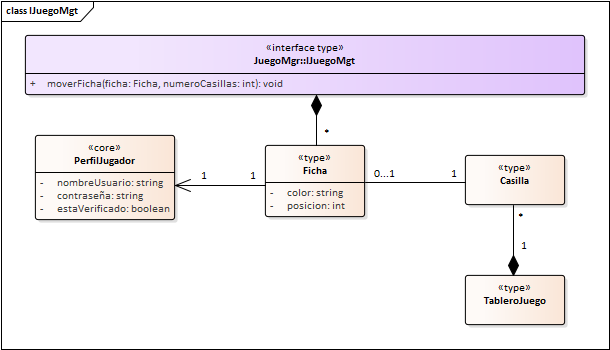 class IJuegoMgt
«interface type»
JuegoMgr::IJuegoMgt
+ moverFicha(ficha: Ficha, numeroCasillas: int): void
*
«core»
PerfilJugador
- nombreUsuario: string
- contraseña: string
- estaVerificado: boolean
1
1
«type»
Ficha
- color: string
- posicion: int
0...1
1
«type»
Casilla
*
1
«type»
TableroJuego